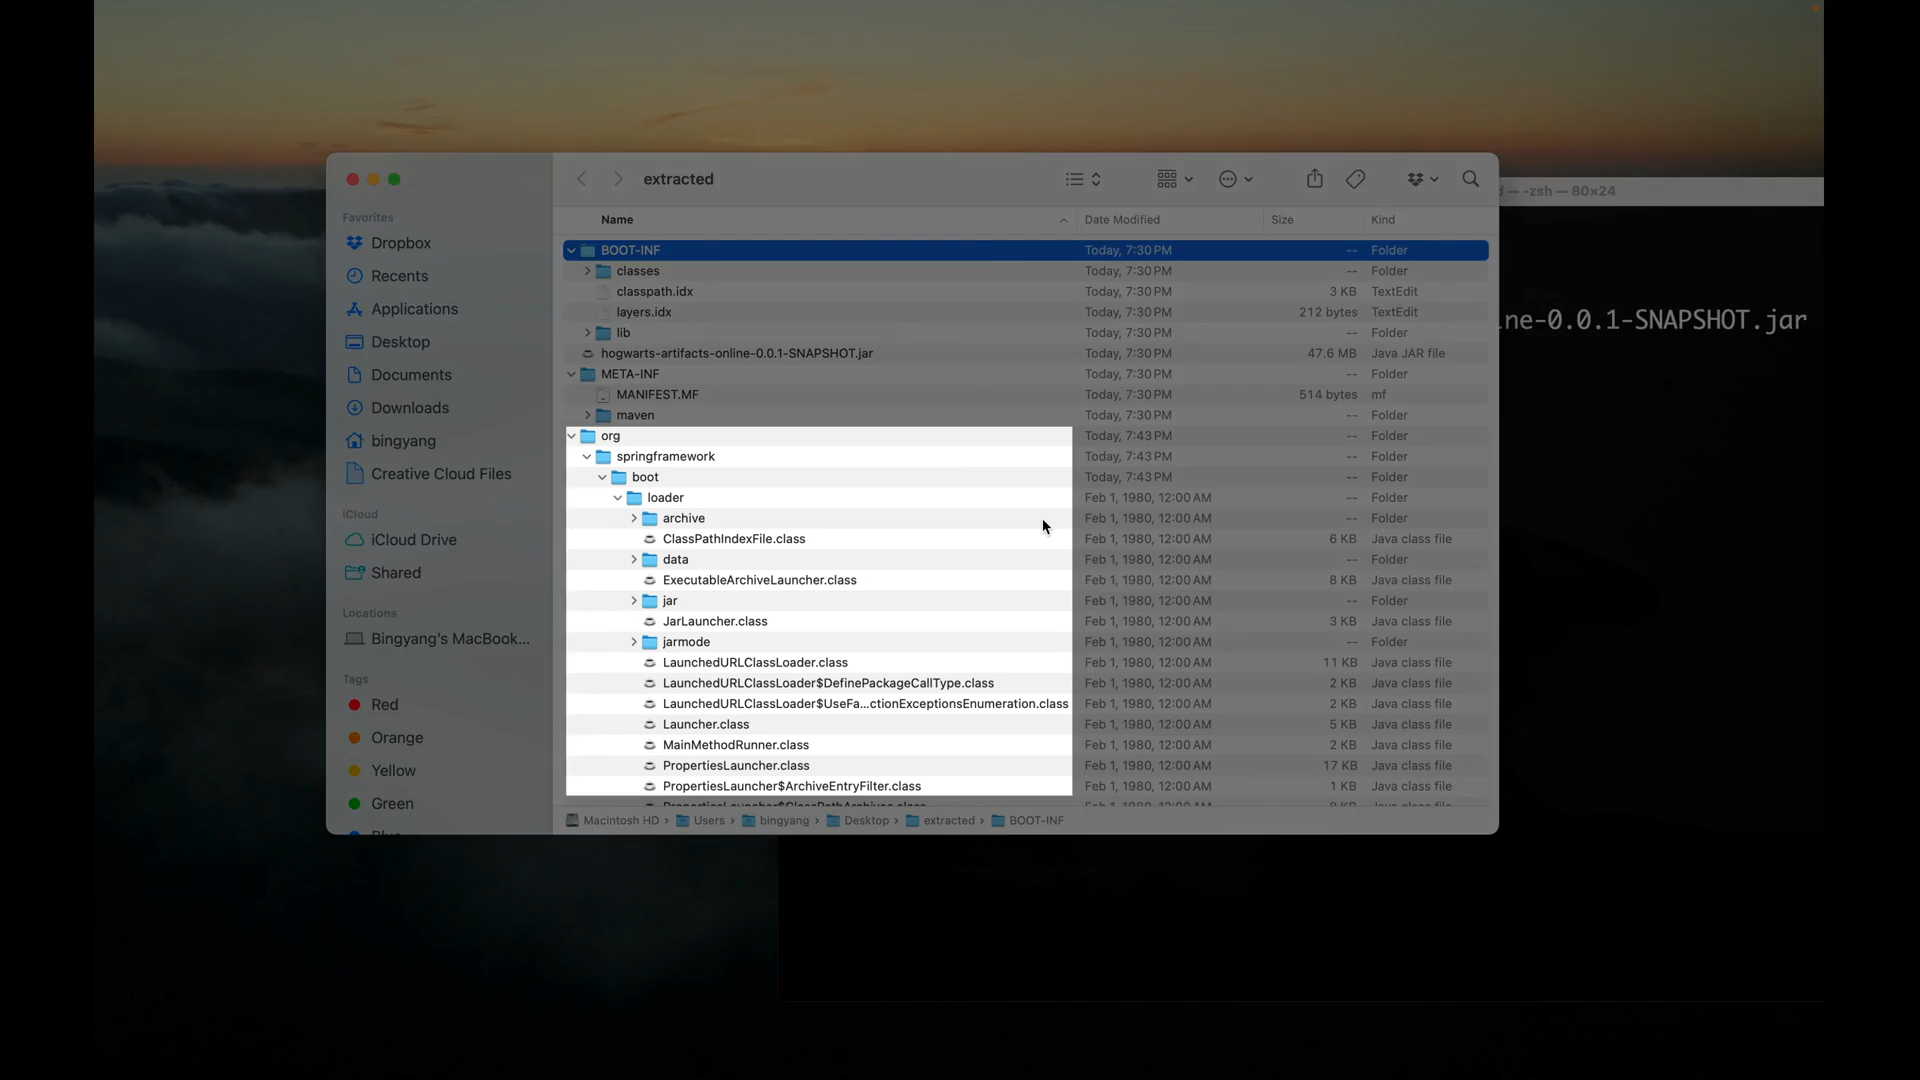 extracted
d — -zsh — 80×24
Favorites
Dropbox
Recents
Applications
Desktop
Documents
Downloads
bingyang
Creative Cloud Files
iCloud
iCloud Drive
Shared
Locations
Bingyang's MacBook...
Tags
Red
Orange
Yellow
Green
Blue
Name Date Modified Size Kind
BOOT-INF Today, 7:30 PM -- Folder
classes Today, 7:30 PM -- Folder
classpath.idx Today, 7:30 PM 3 KB TextEdit
layers.idx Today, 7:30 PM 212 bytes TextEdit
lib Today, 7:30 PM -- Folder
hogwarts-artifacts-online-0.0.1-SNAPSHOT.jar Today, 7:30 PM 47.6 MB Java JAR file
META-INF Today, 7:30 PM -- Folder
MANIFEST.MF Today, 7:30 PM 514 bytes mf
maven Today, 7:30 PM -- Folder
org Today, 7:43 PM -- Folder
springframework Today, 7:43 PM -- Folder
boot Today, 7:43 PM -- Folder
loader Feb 1, 1980, 12:00 AM -- Folder
archive Feb 1, 1980, 12:00 AM -- Folder
ClassPathIndexFile.class Feb 1, 1980, 12:00 AM 6 KB Java class file
data Feb 1, 1980, 12:00 AM -- Folder
ExecutableArchiveLauncher.class Feb 1, 1980, 12:00 AM 8 KB Java class file
jar Feb 1, 1980, 12:00 AM -- Folder
JarLauncher.class Feb 1, 1980, 12:00 AM 3 KB Java class file
jarmode Feb 1, 1980, 12:00 AM -- Folder
LaunchedURLClassLoader.class Feb 1, 1980, 12:00 AM 11 KB Java class file
LaunchedURLClassLoader$DefinePackageCallType.class Feb 1, 1980, 12:00 AM 2 KB Java class file
LaunchedURLClassLoader$UseFa...ctionExceptionsEnumeration.class Feb 1, 1980, 12:00 AM 2 KB Java class file
Launcher.class Feb 1, 1980, 12:00 AM 5 KB Java class file
MainMethodRunner.class Feb 1, 1980, 12:00 AM 2 KB Java class file
PropertiesLauncher.class Feb 1, 1980, 12:00 AM 17 KB Java class file
PropertiesLauncher$ArchiveEntryFilter.class Feb 1, 1980, 12:00 AM 1 KB Java class file
PropertiesLauncher$ClassPathArchives.class Feb 1, 1980, 12:00 AM 8 KB Java class file
Macintosh HD › Users › bingyang › Desktop › extracted › BOOT-INF
ne-0.0.1-SNAPSHOT.jar